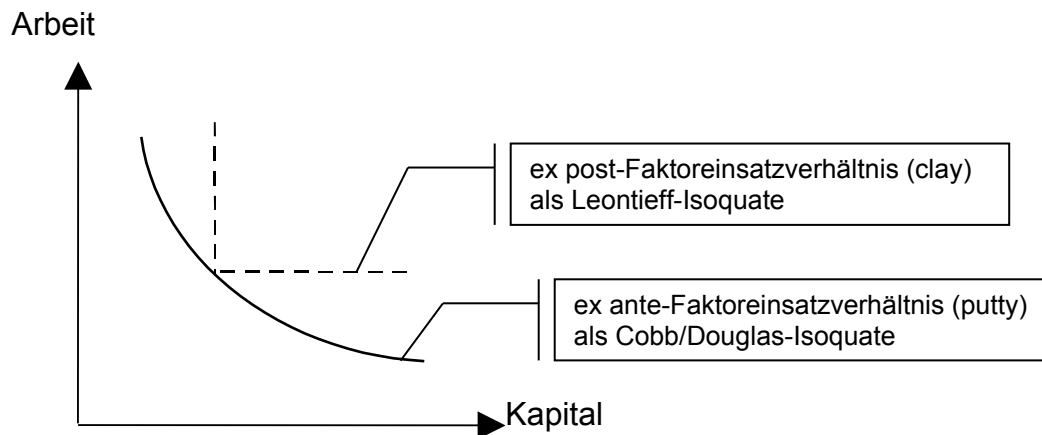 Arbeit
ex post-Faktoreinsatzverhältnis (clay)
als Leontieff-Isoquate
ex ante-Faktoreinsatzverhältnis (putty)
als Cobb/Douglas-Isoquate
Kapital